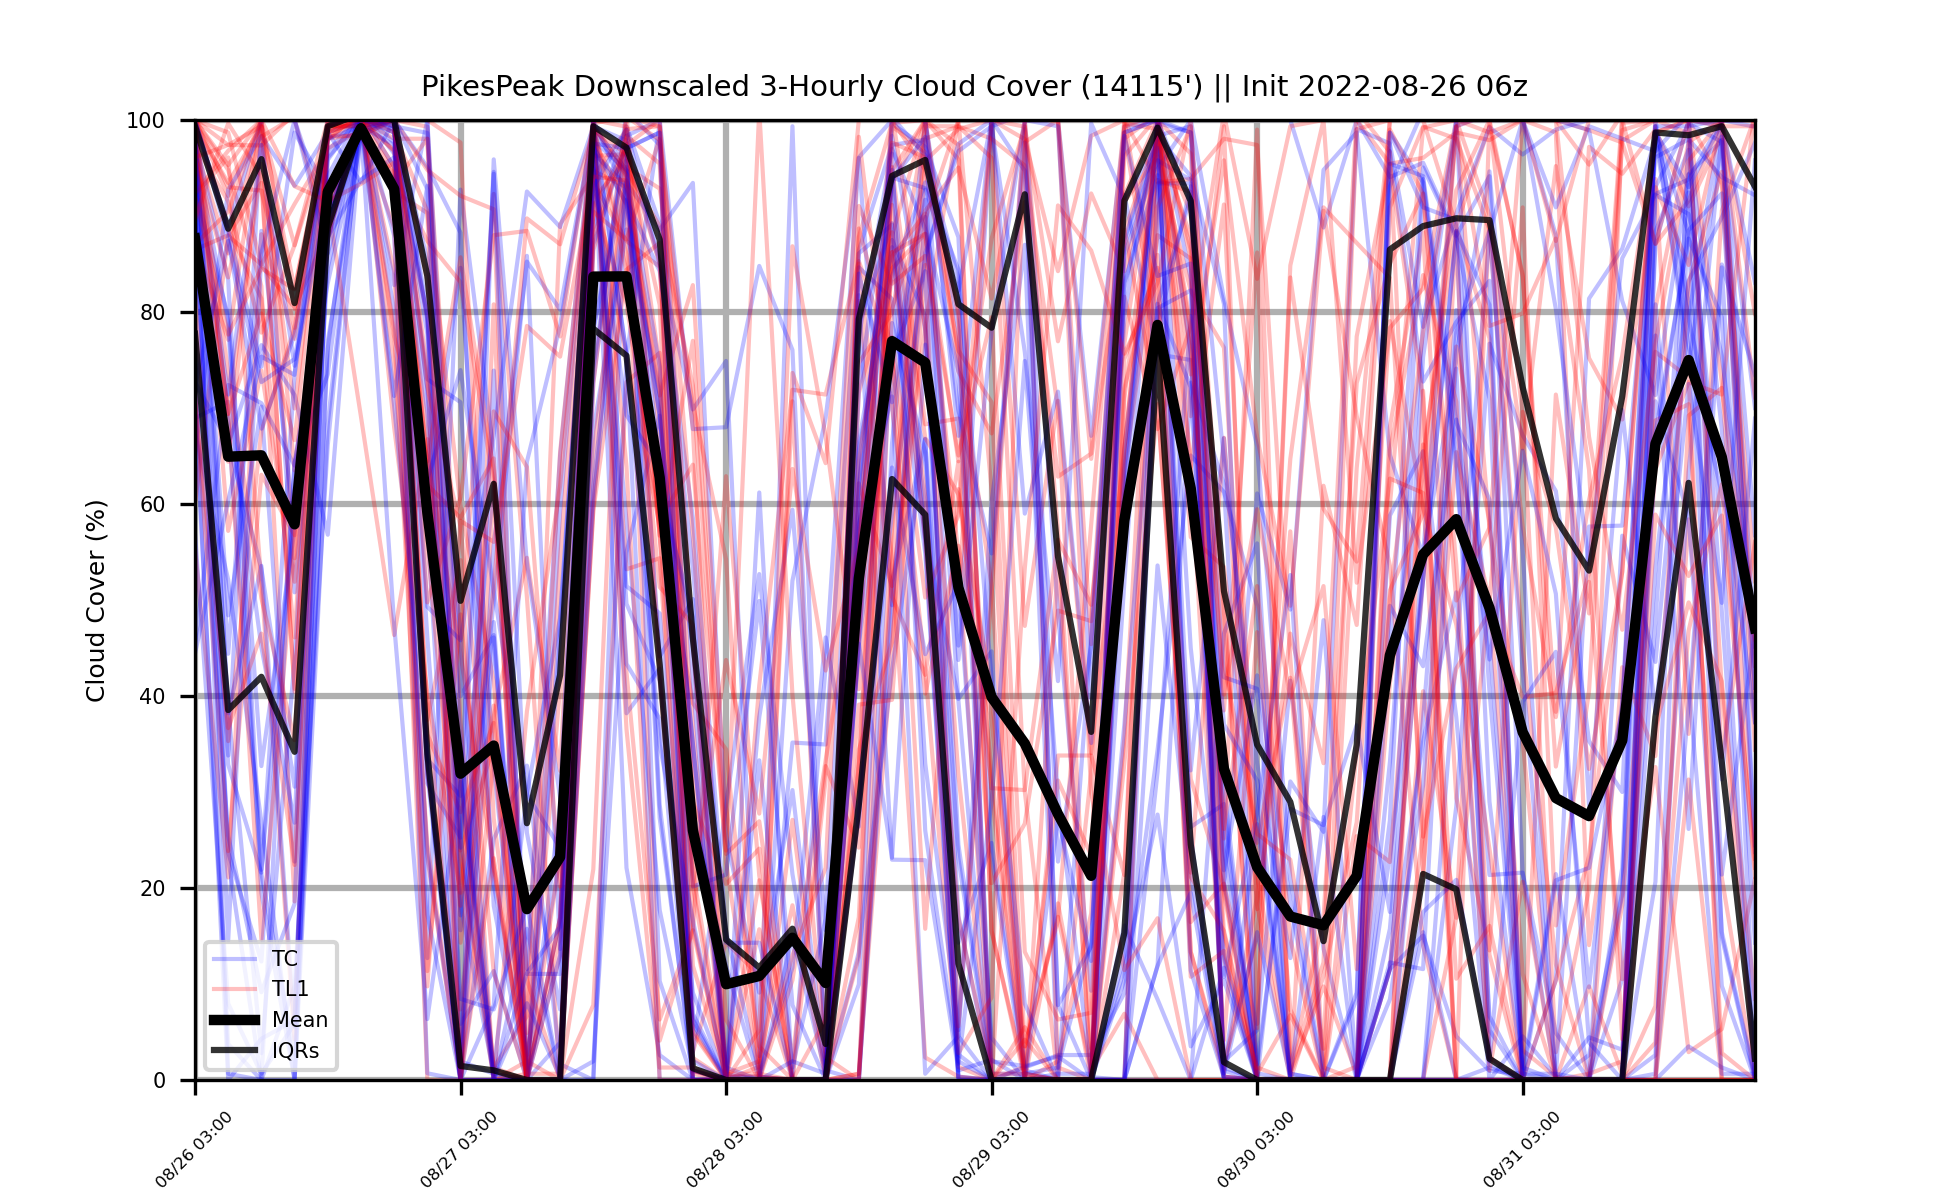 PikesPeak Downscaled 3-Hourly Cloud Cover (14115') || Init 2022-08-26 06z
Cloud Cover (%)
100
80
60
40
20
0
TC
TL1
Mean
IQRs
08/26 03:00
08/27 03:00
08/28 03:00
08/29 03:00
08/30 03:00
08/31 03:00